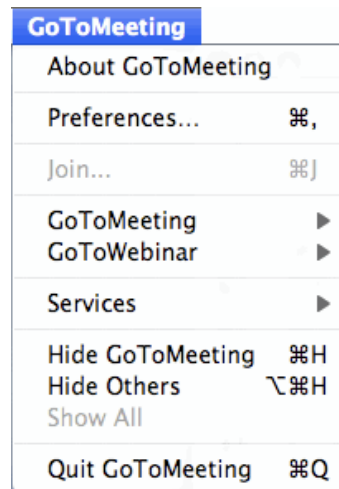 GoToMeeting
About GoToMeeting
Preferences... ⌘,
Join... ⌘J
GoToMeeting ▶
GoToWebinar ▶
Services ▶
Hide GoToMeeting ⌘H
Hide Others ⌥⌘H
Show All
Quit GoToMeeting ⌘Q